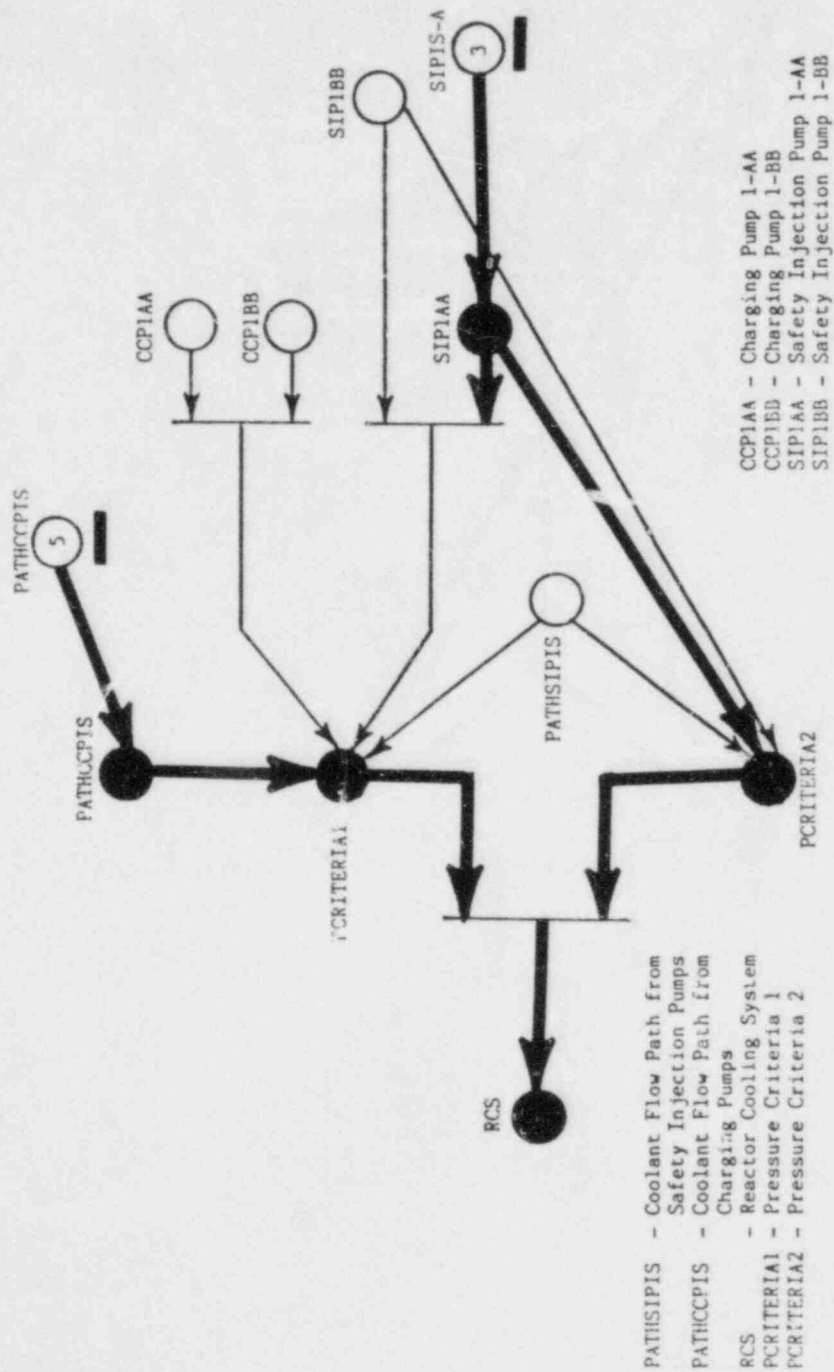 PATHCCPIS
5
PATHCCPIS
CCP1AA
CCP1BB
SIP1BB
SIPIS-A
3
SIP1AA
PCRITERIA1
PATHSIPIS
RCS
PCRITERIA2
PATHSIPIS - Coolant Flow Path from
Safety Injection Pumps
PATHCCPIS - Coolant Flow Path from
Charging Pumps
RCS - Reactor Cooling System
PCRITERIA1 - Pressure Criteria 1
PCRITERIA2 - Pressure Criteria 2
CCP1AA - Charging Pump 1-AA
CCP1BB - Charging Pump 1-BB
SIP1AA - Safety Injection Pump 1-AA
SIP1BB - Safety Injection Pump 1-BB